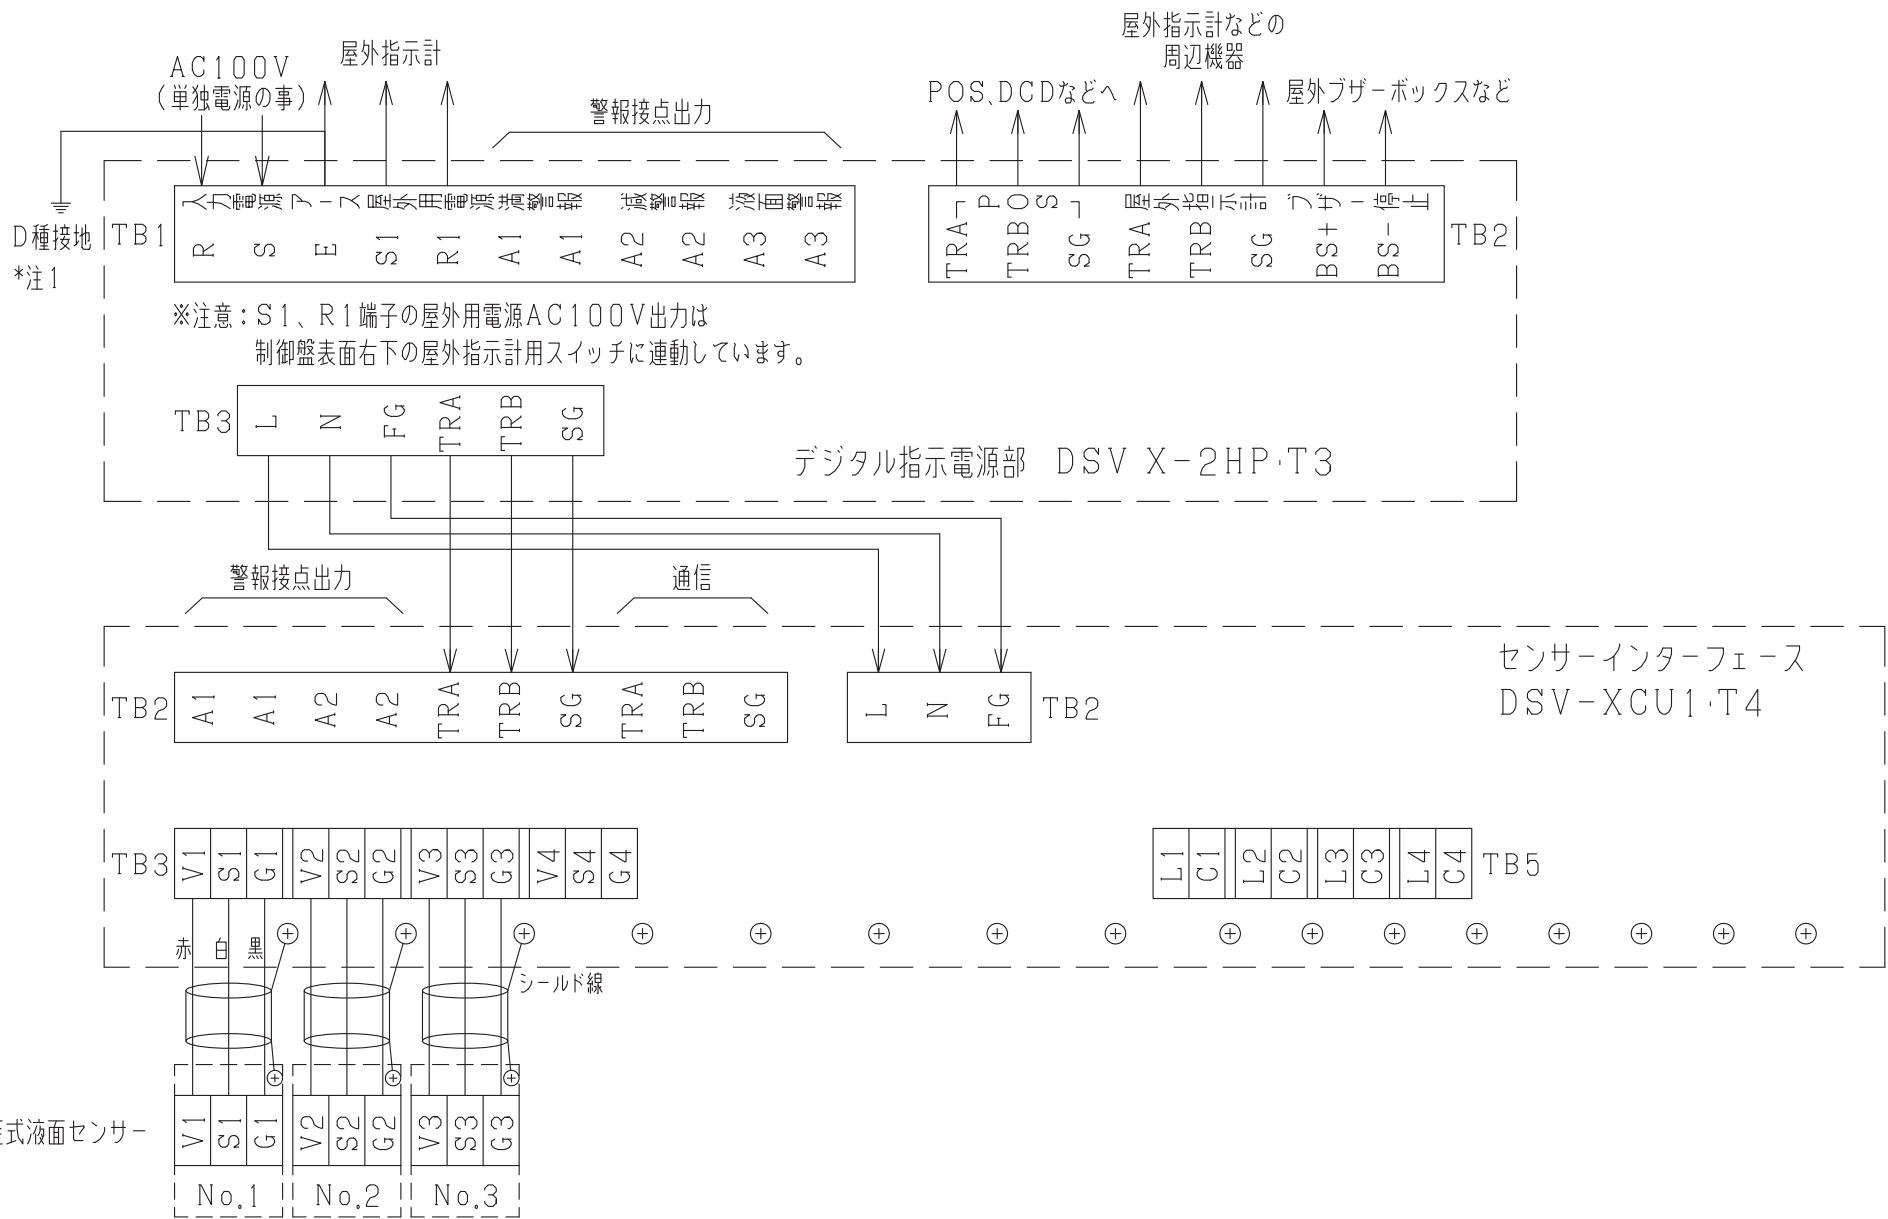 AC100V
(単独電源の事)
屋外指示計
警報接点出力
POS、DCDなどへ
屋外指示計などの
周辺機器
屋外ブザーボックスなど
D種接地
*注1
TB1
入力電源 アース 屋外用電源 満警報 減警報 液面警報
R S E S1 R1 A1 A1 A2 A2 A3 A3
POS 屋外指示計 ブザー停止
TRA TRB SG TRA TRB SG BS+ BS-
TB2
※注意:S1、R1端子の屋外用電源AC100V出力は
制御盤表面右下の屋外指示計用スイッチに連動しています。
TB3
L N FG TRA TRB SG
デジタル指示電源部 DSV X-2HP·T3
警報接点出力
通信
センサーインターフェース
DSV-XCU1·T4
TB2
A1 A1 A2 A2 TRA TRB SG TRA TRB SG
L N FG
TB2
TB3
V1 S1 G1 V2 S2 G2 V3 S3 G3 V4 S4 G4
L1 C1 L2 C2 L3 C3 L4 C4
TB5
赤 白 黒
シールド線
式液面センサー
V1 S1 G1 V2 S2 G2 V3 S3 G3
No.1 No.2 No.3